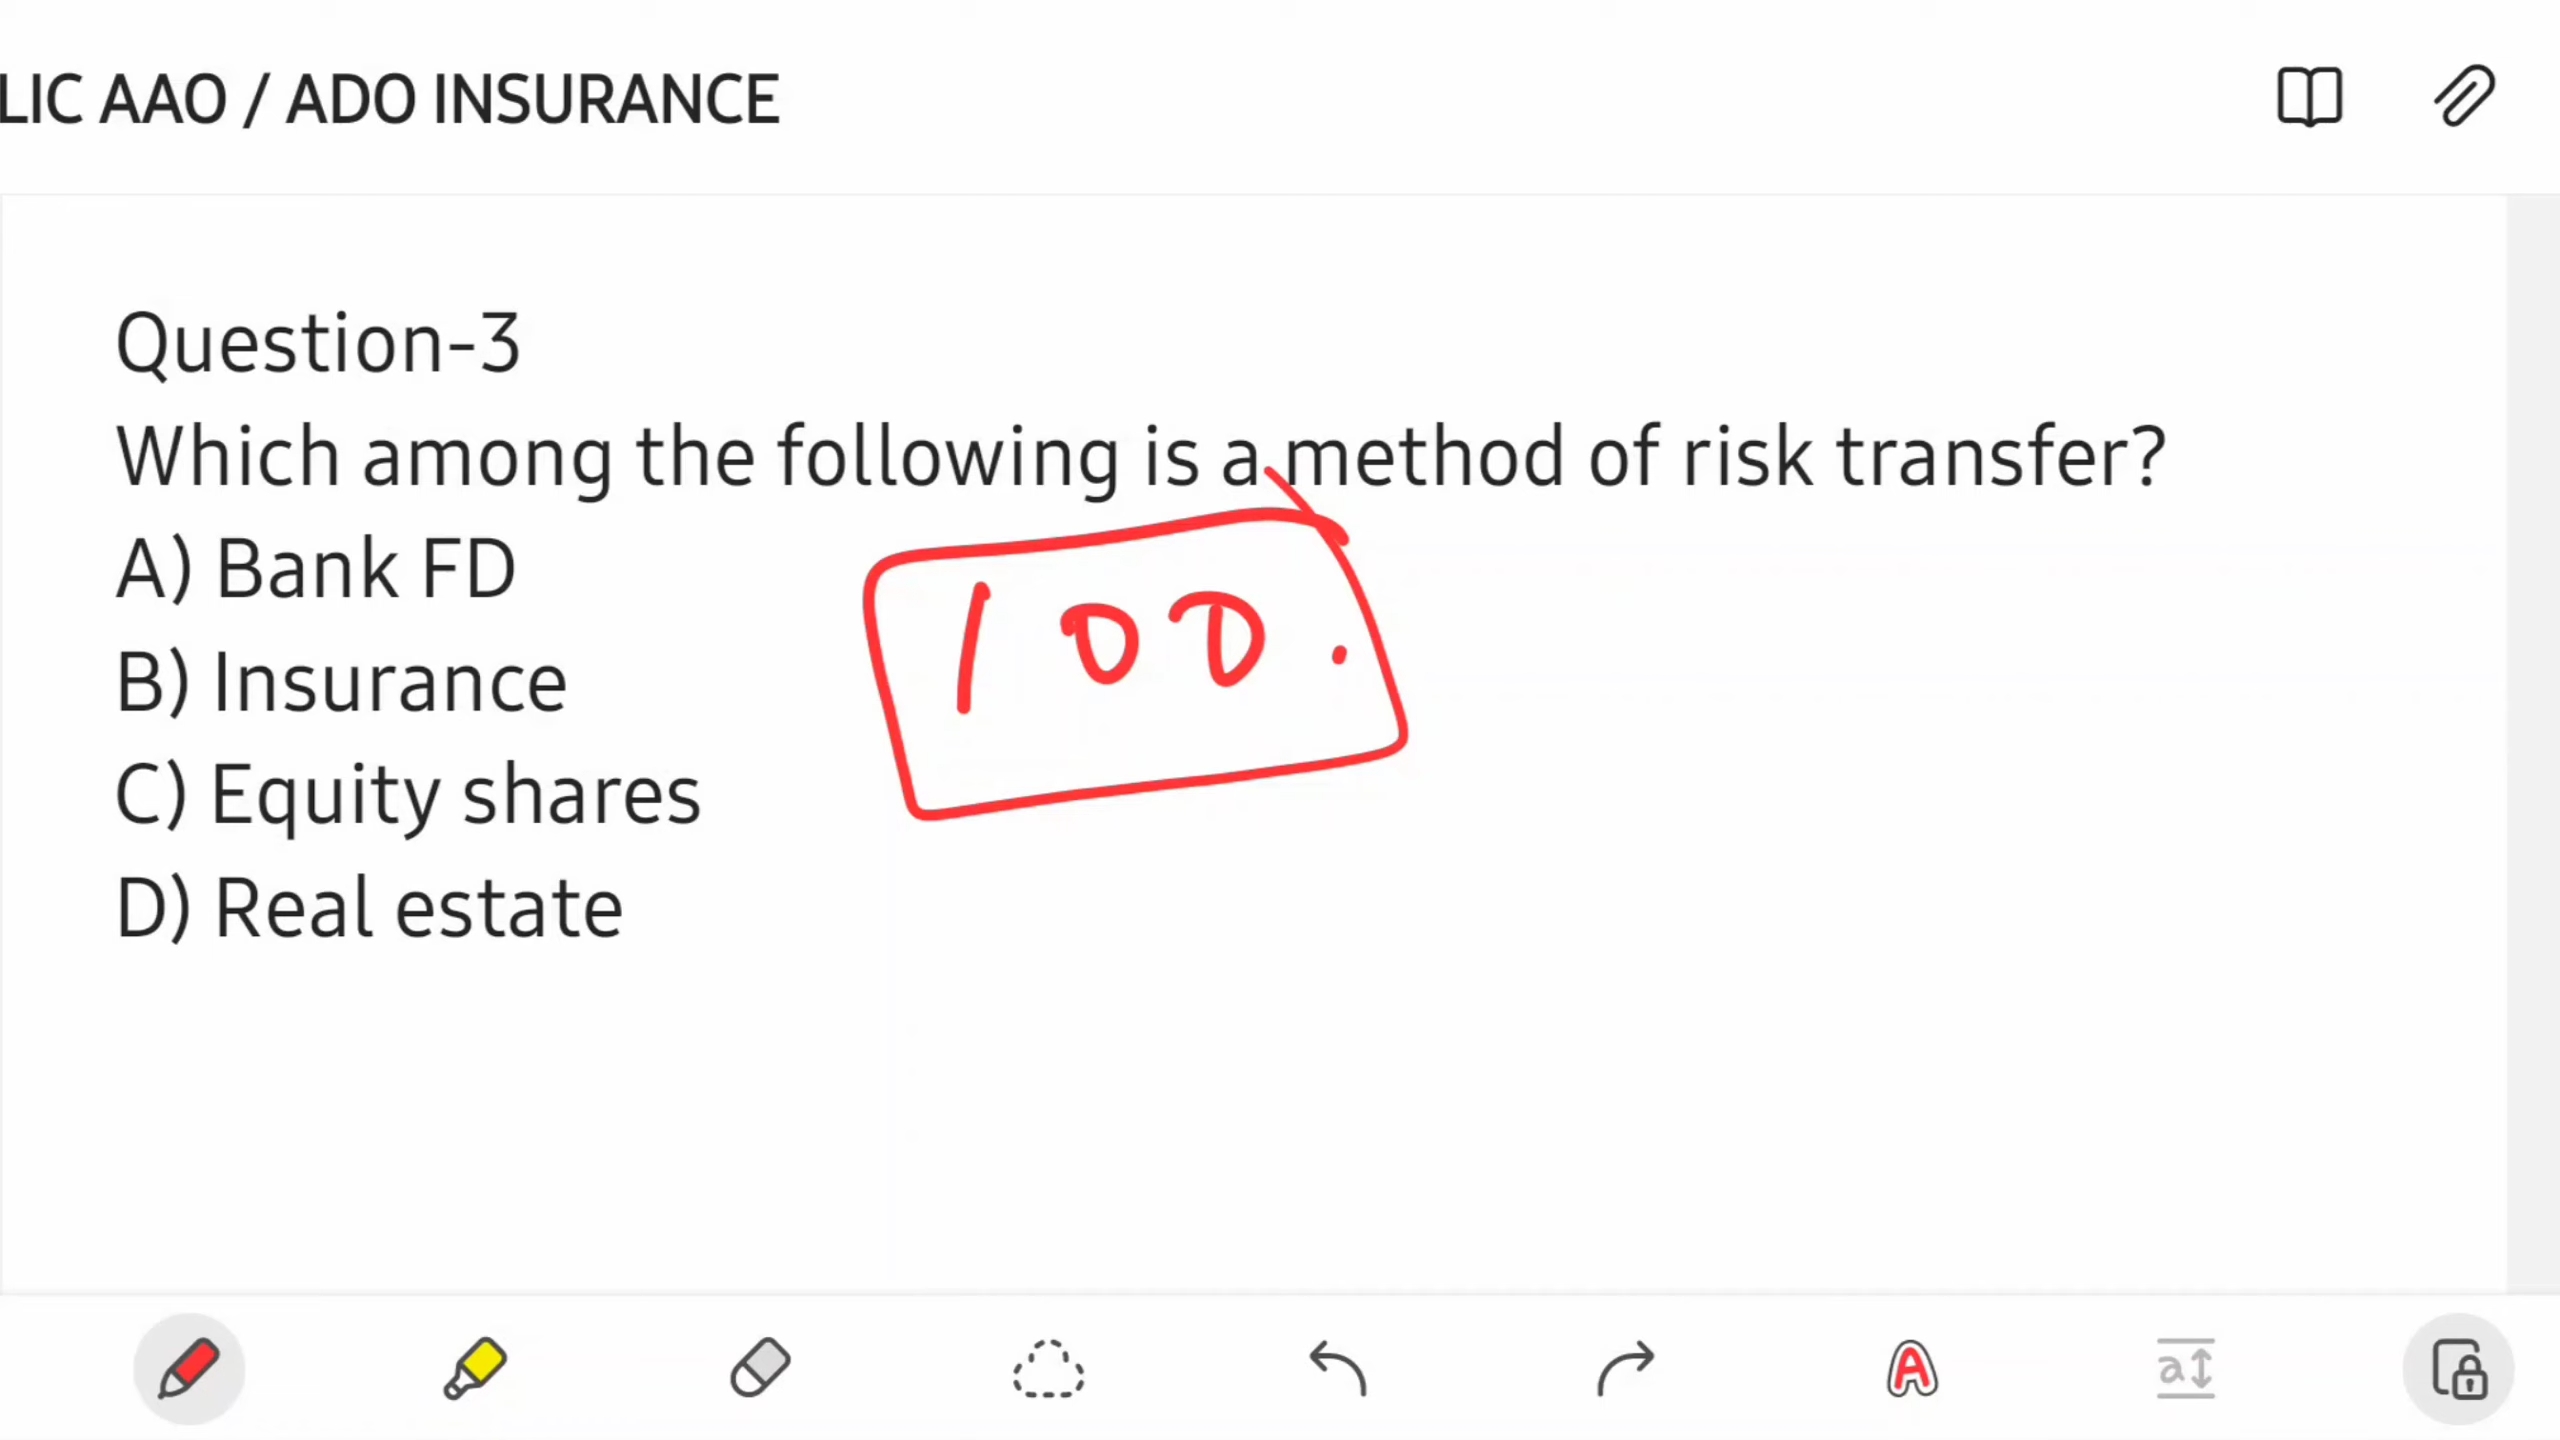 LIC AAO / ADO INSURANCE
Question-3
Which among the following is a method of risk transfer?
A) Bank FD
100.
B) Insurance
C) Equity shares
D) Real estate
A a